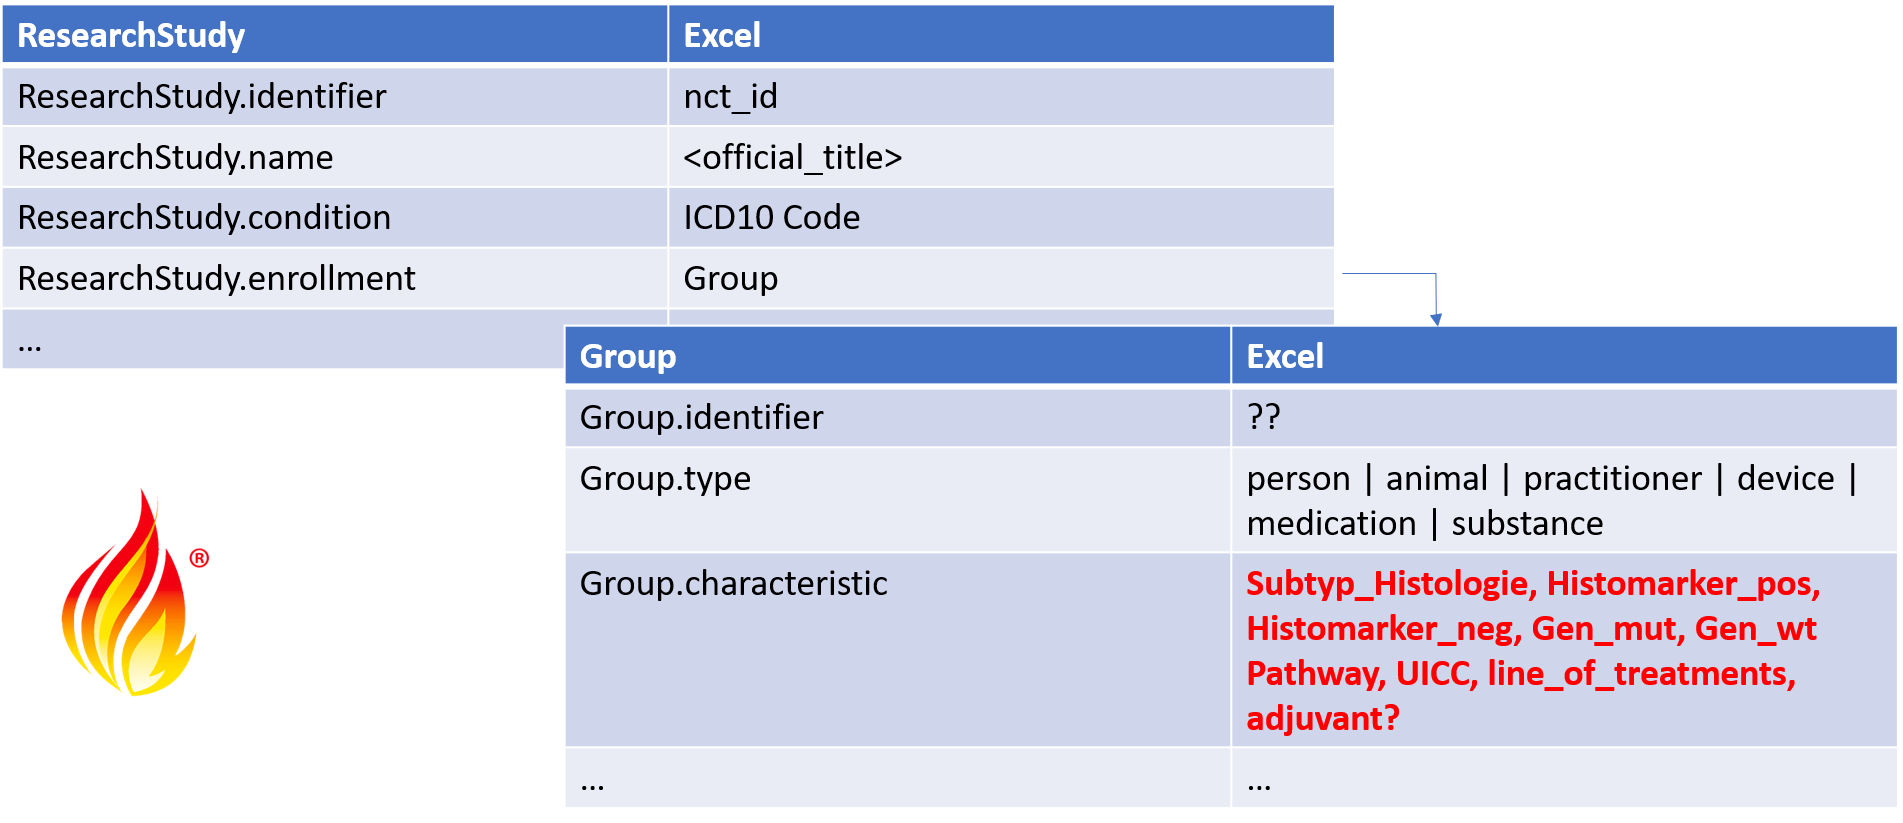 ResearchStudy Excel
ResearchStudy.identifier nct_id
ResearchStudy.name <official_title>
ResearchStudy.condition ICD10 Code
ResearchStudy.enrollment Group
...
Group Excel
Group.identifier ??
Group.type person | animal | practitioner | device |
medication | substance
Group.characteristic Subtyp_Histologie, Histomarker_pos,
Histomarker_neg, Gen_mut, Gen_wt
Pathway, UICC, line_of_treatments,
adjuvant?
... ...
®